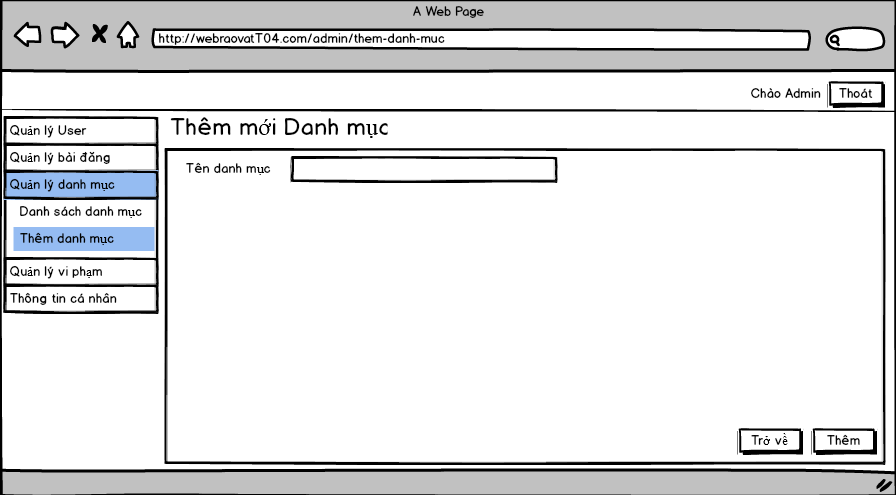 A Web Page
http://webraovatT04.com/admin/them-danh-muc
Chào Admin
Thoát
Quản lý User
Quản lý bài đăng
Quản lý danh mục
Danh sách danh mục
Thêm danh mục
Quản lý vi phạm
Thông tin cá nhân
Thêm mới Danh mục
Tên danh mục
Trở về
Thêm